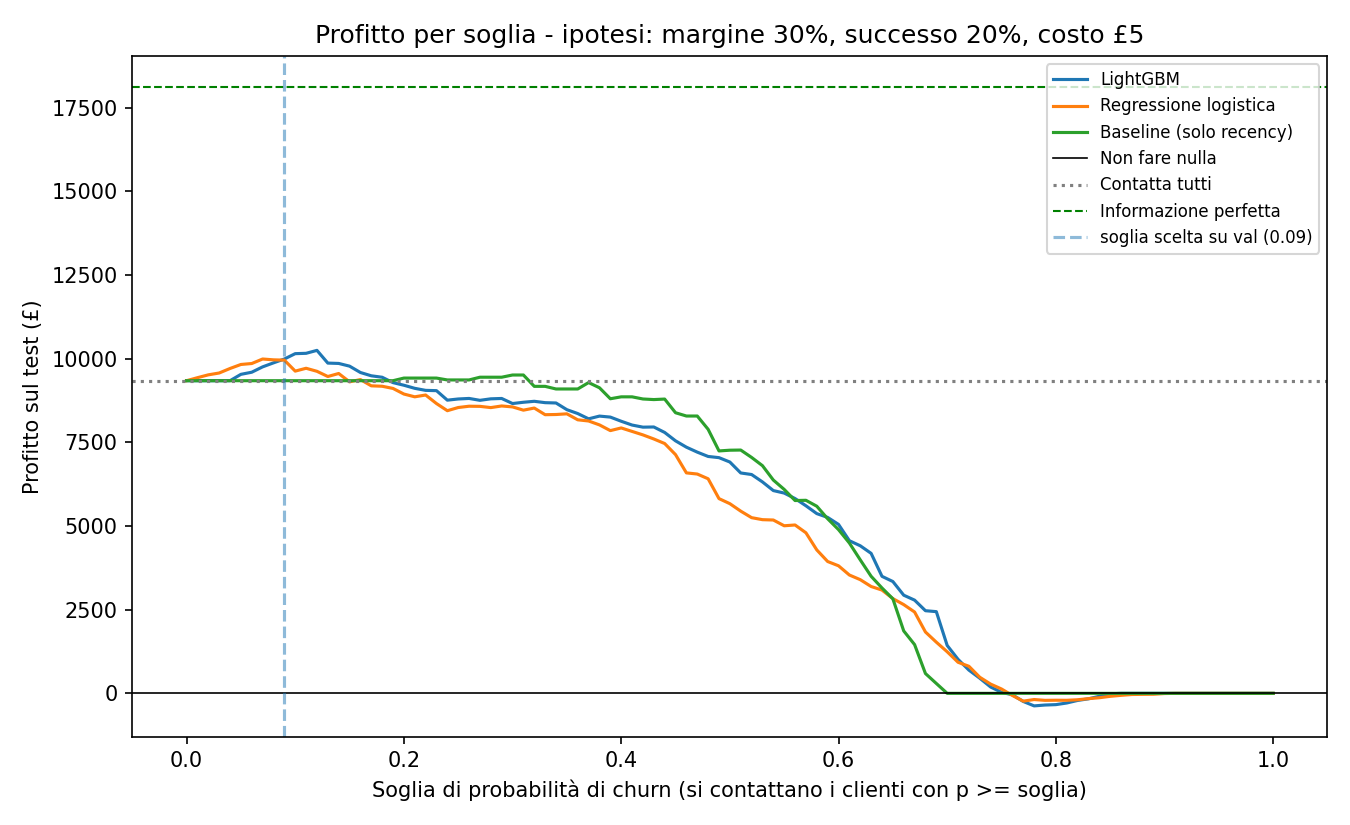 Profitto per soglia - ipotesi: margine 30%, successo 20%, costo £5
LightGBM
Regressione logistica
Baseline (solo recency)
Non fare nulla
Contatta tutti
Informazione perfetta
soglia scelta su val (0.09)
Profitto sul test (£)
17500
15000
12500
10000
7500
5000
2500
0
0.0 0.2 0.4 0.6 0.8 1.0
Soglia di probabilità di churn (si contattano i clienti con p >= soglia)